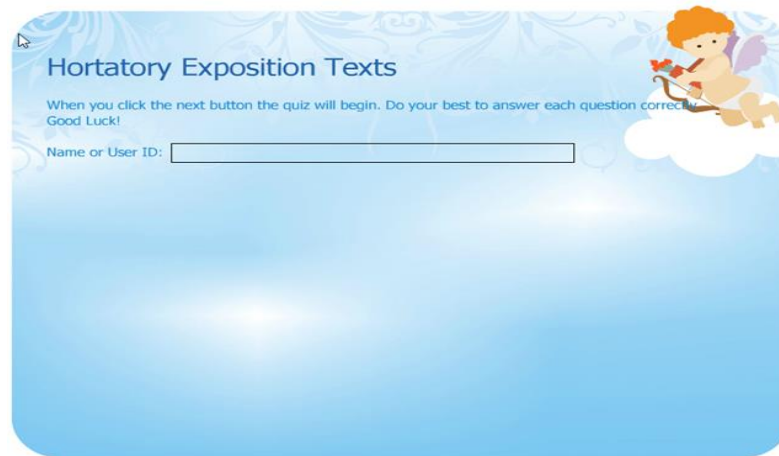 Hortatory Exposition Texts
When you click the next button the quiz will begin. Do your best to answer each question correctly.
Good Luck!
Name or User ID: